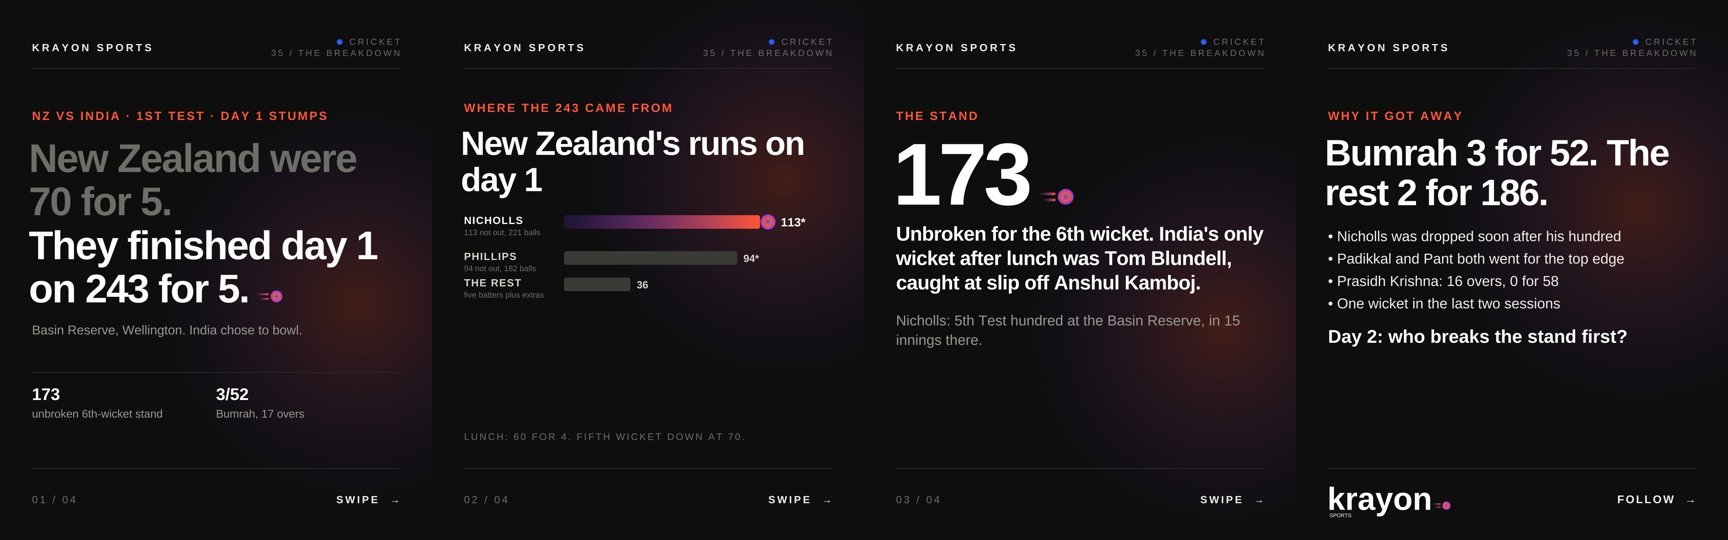 KRAYON SPORTS
CRICKET
35 / THE BREAKDOWN
NZ VS INDIA · 1ST TEST · DAY 1 STUMPS
New Zealand were
70 for 5.
They finished day 1
on 243 for 5.
Basin Reserve, Wellington. India chose to bowl.
173
unbroken 6th-wicket stand
3/52
Bumrah, 17 overs
01 / 04
SWIPE →
KRAYON SPORTS
CRICKET
35 / THE BREAKDOWN
WHERE THE 243 CAME FROM
New Zealand's runs on
day 1
NICHOLLS
113 not out, 221 balls
113*
PHILLIPS
94 not out, 182 balls
94*
THE REST
five batters plus extras
36
LUNCH: 60 FOR 4. FIFTH WICKET DOWN AT 70.
02 / 04
SWIPE →
KRAYON SPORTS
CRICKET
35 / THE BREAKDOWN
THE STAND
173
Unbroken for the 6th wicket. India's only
wicket after lunch was Tom Blundell,
caught at slip off Anshul Kamboj.
Nicholls: 5th Test hundred at the Basin Reserve, in 15
innings there.
03 / 04
SWIPE →
KRAYON SPORTS
CRICKET
35 / THE BREAKDOWN
WHY IT GOT AWAY
Bumrah 3 for 52. The
rest 2 for 186.
• Nicholls was dropped soon after his hundred
• Padikkal and Pant both went for the top edge
• Prasidh Krishna: 16 overs, 0 for 58
• One wicket in the last two sessions
Day 2: who breaks the stand first?
krayon
SPORTS
FOLLOW →